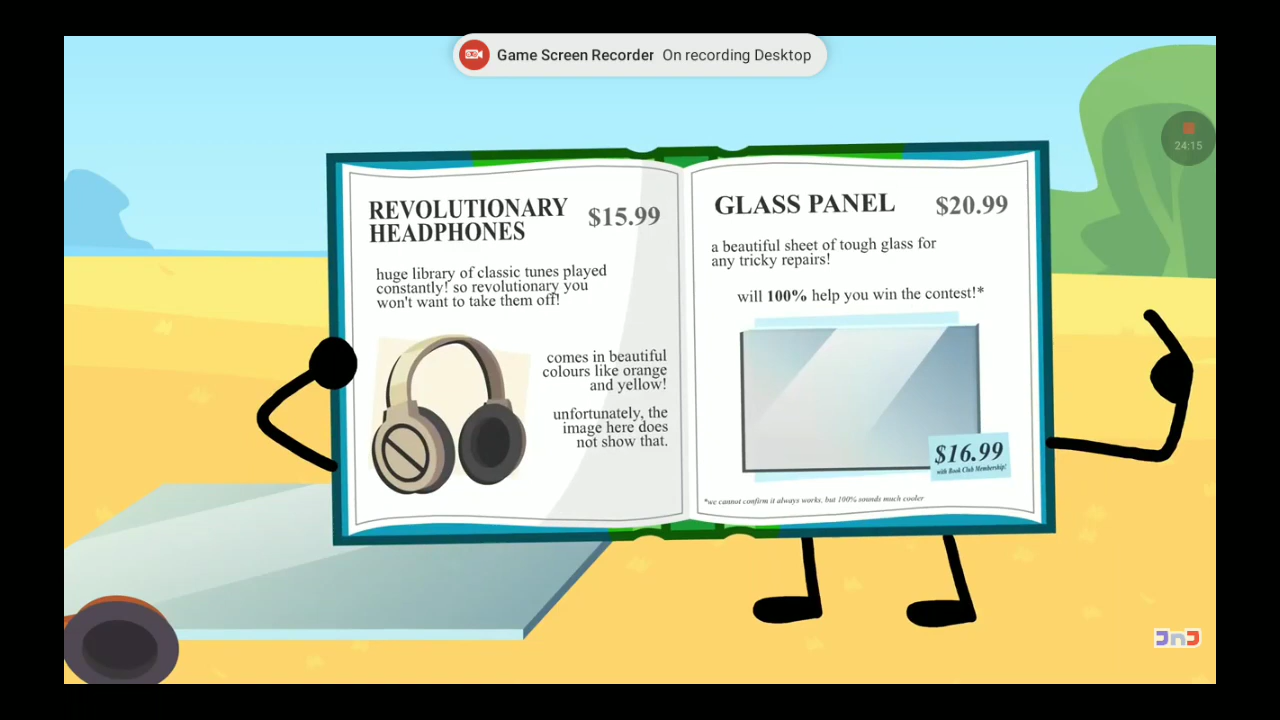 Game Screen Recorder On recording Desktop
24:15
REVOLUTIONARY
HEADPHONES
$15.99
huge library of classic tunes played
constantly! so revolutionary you
won't want to take them off!
comes in beautiful
colours like orange
and yellow!
unfortunately, the
image here does
not show that.
GLASS PANEL
$20.99
a beautiful sheet of tough glass for
any tricky repairs!
will 100% help you win the contest!*
$16.99
with Book Club Membership!
*we cannot confirm it always works, but 100% sounds much cooler
JnJ